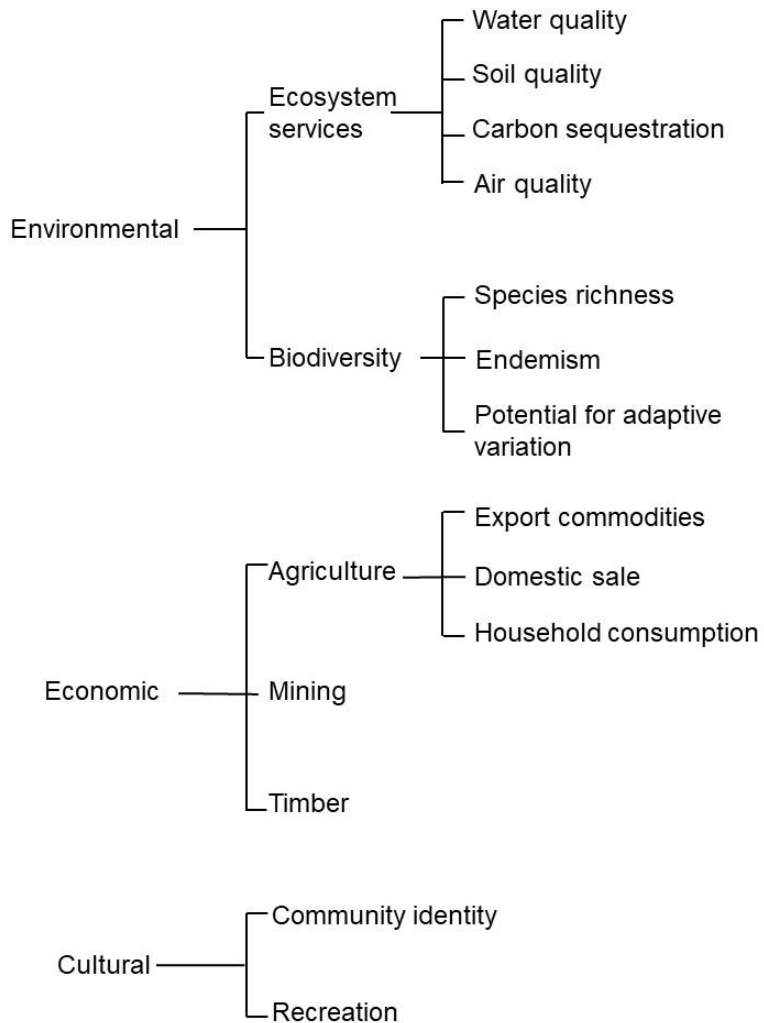 Environmental
Ecosystem
services
Water quality
Soil quality
Carbon sequestration
Air quality
Biodiversity
Species richness
Endemism
Potential for adaptive
variation
Economic
Agriculture
Export commodities
Domestic sale
Household consumption
Mining
Timber
Cultural
Community identity
Recreation